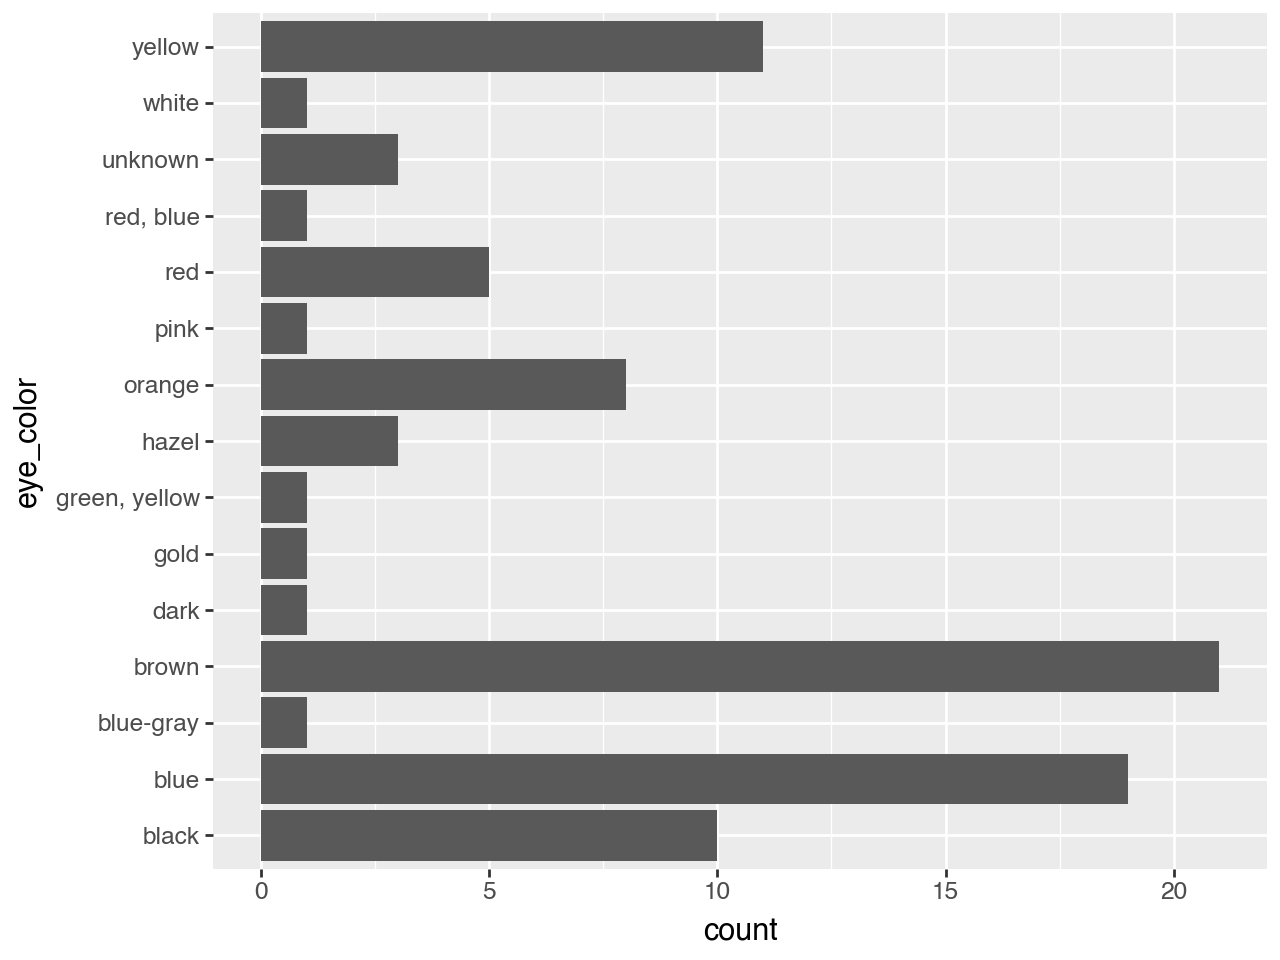 yellow
white
unknown
red, blue
red
pink
orange
hazel
green, yellow
gold
dark
brown
blue-gray
blue
black
eye_color
0 5 10 15 20
count